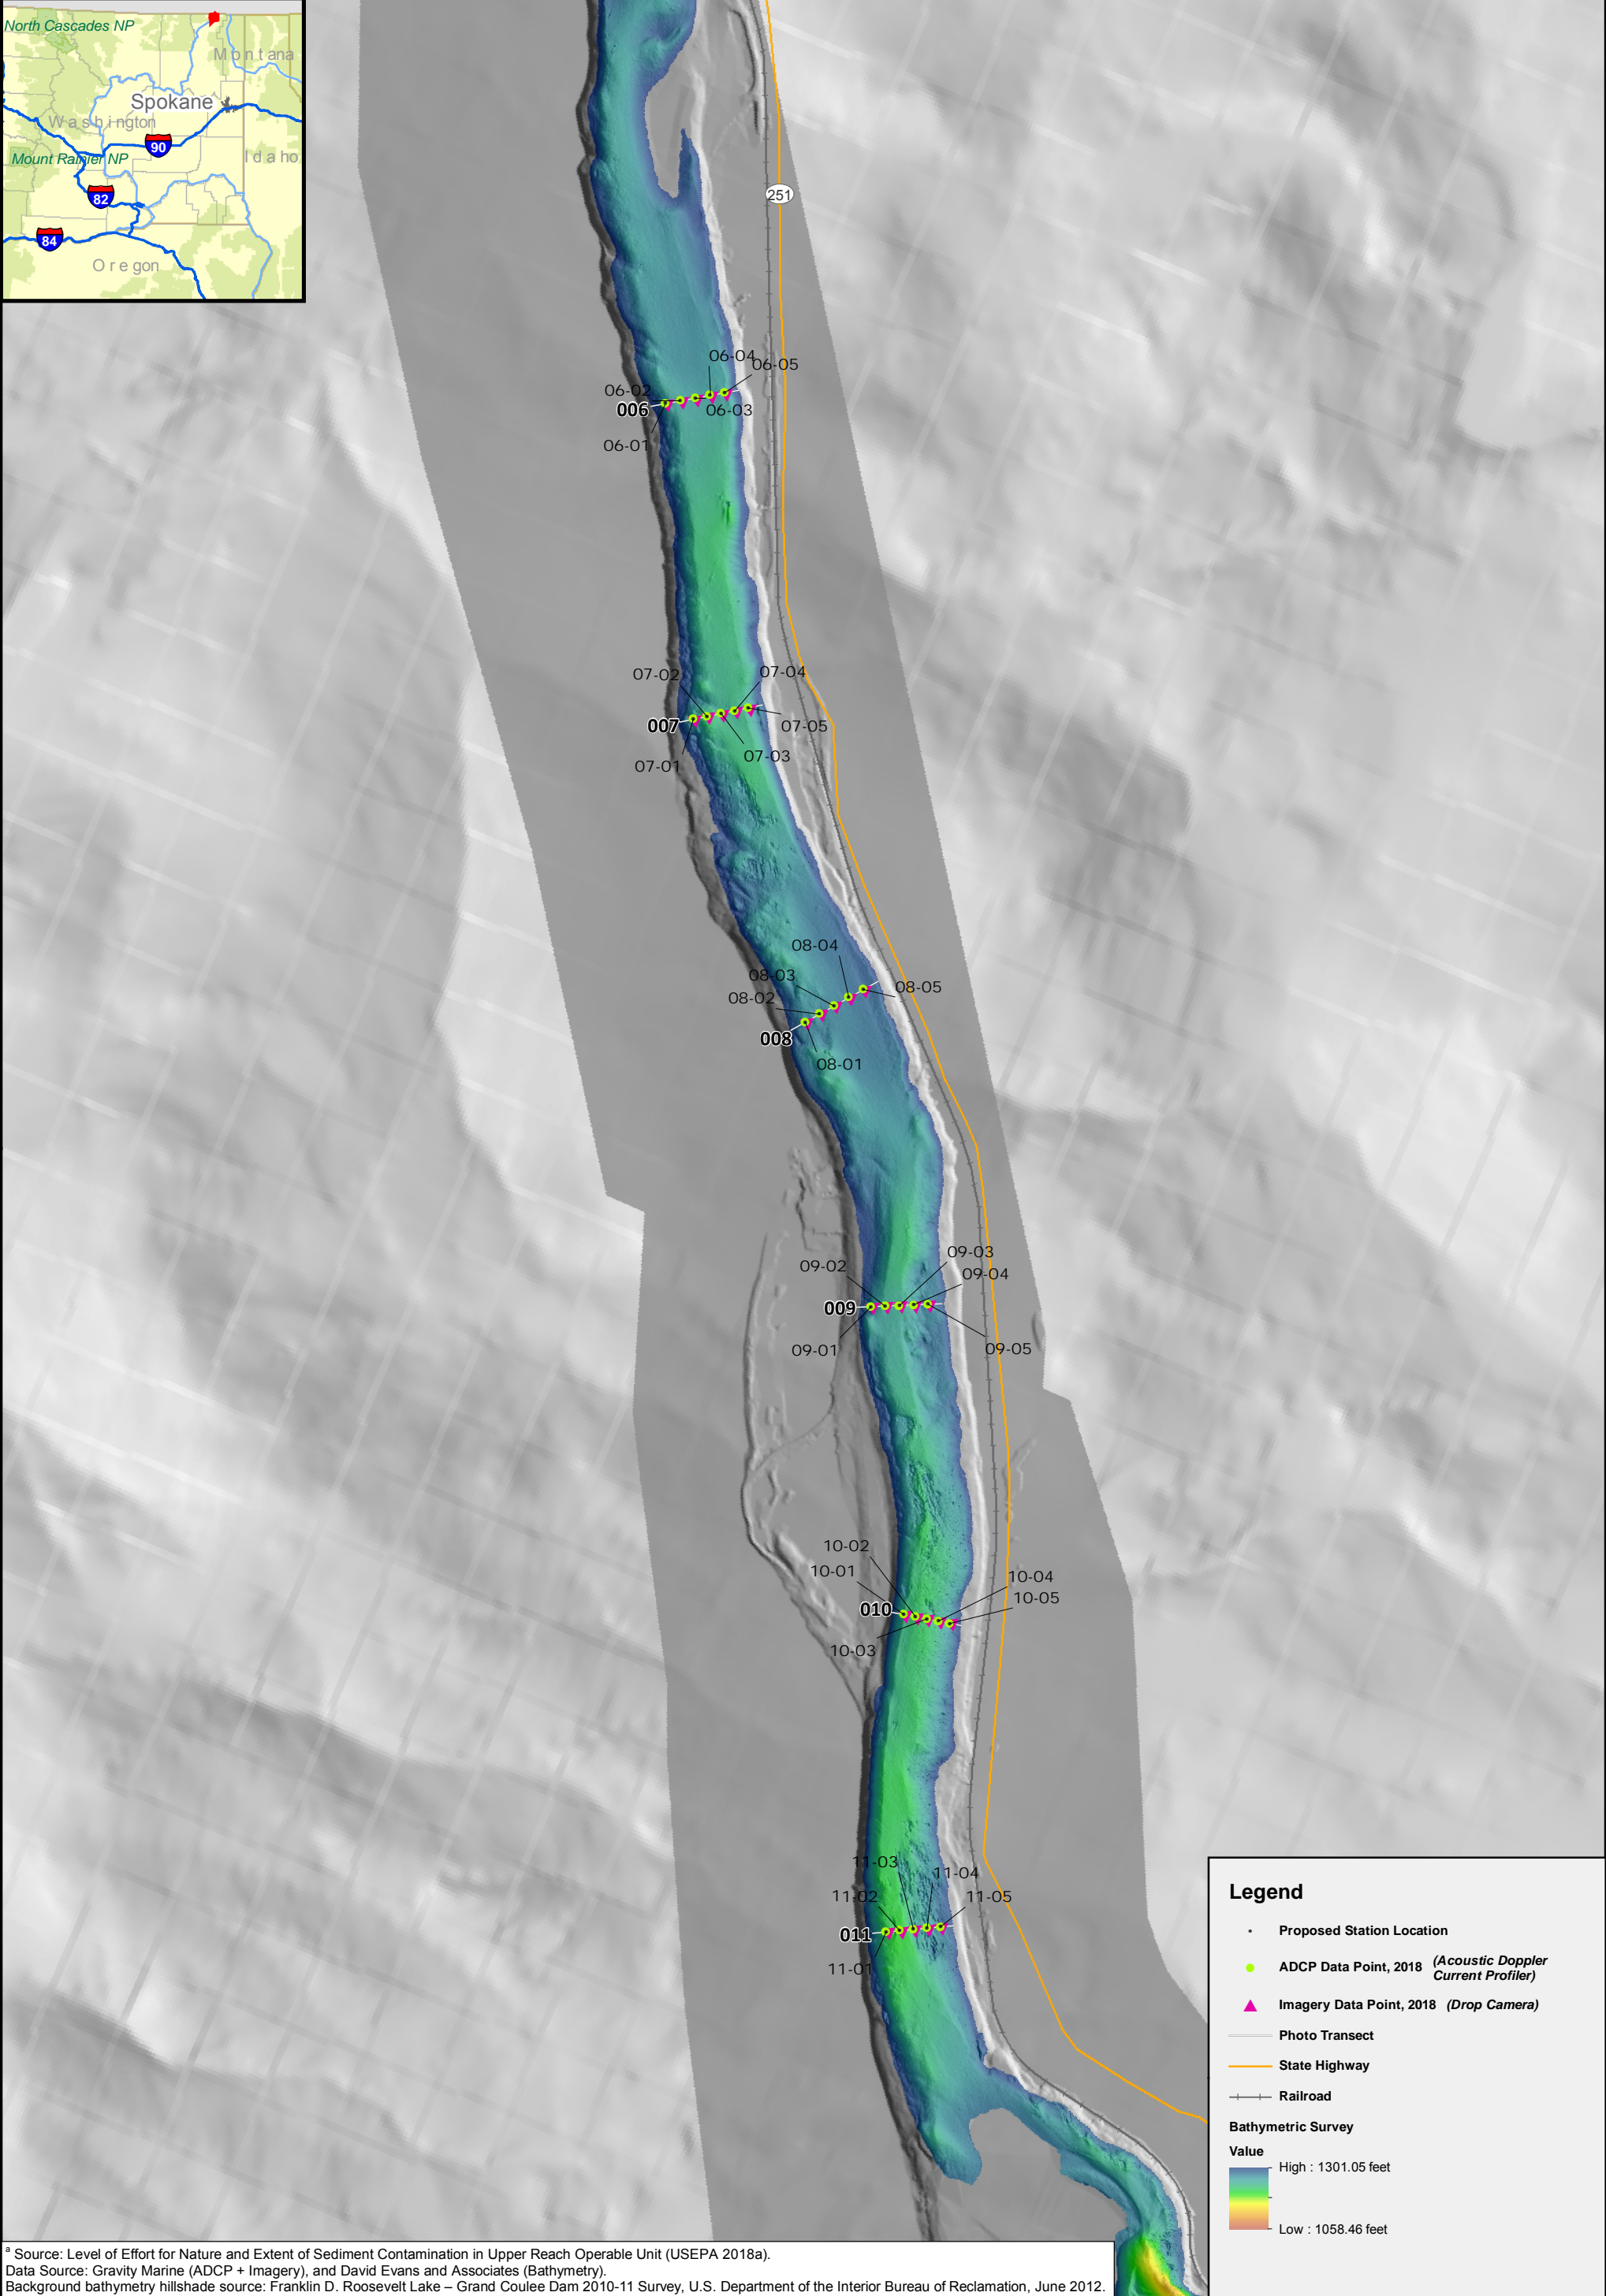 North Cascades NP
Montana
Spokane
Washington
90
Mount Rainier NP
Idaho
82
84
Oregon
251
06-04
06-05
06-02
006
06-03
06-01
07-02
07-04
007
07-05
07-03
07-01
08-04
08-03
08-05
08-02
008
08-01
09-03
09-02
09-04
009
09-01
09-05
10-02
10-01
10-04
10-05
010
10-03
11-03
11-04
11-02
11-05
011
11-01
Legend
Proposed Station Location
ADCP Data Point, 2018 (Acoustic Doppler
Current Profiler)
Imagery Data Point, 2018 (Drop Camera)
Photo Transect
State Highway
Railroad
Bathymetric Survey
Value
High : 1301.05 feet
Low : 1058.46 feet
a Source: Level of Effort for Nature and Extent of Sediment Contamination in Upper Reach Operable Unit (USEPA 2018a).
Data Source: Gravity Marine (ADCP + Imagery), and David Evans and Associates (Bathymetry).
Background bathymetry hillshade source: Franklin D. Roosevelt Lake – Grand Coulee Dam 2010-11 Survey, U.S. Department of the Interior Bureau of Reclamation, June 2012.